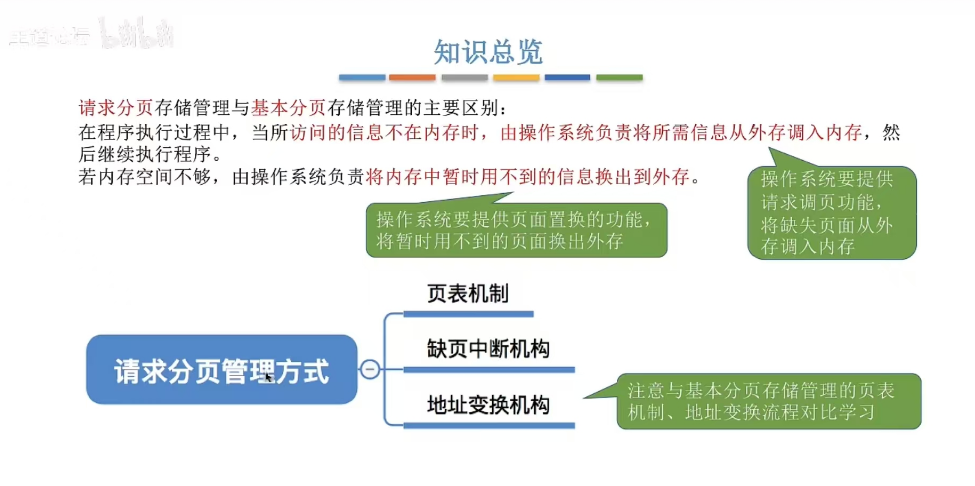 bilibili
知识总览
请求分页存储管理与基本分页存储管理的主要区别：
在程序执行过程中，当所访问的信息不在内存时，由操作系统负责将所需信息从外存调入内存，然
后继续执行程序。
若内存空间不够，由操作系统负责将内存中暂时用不到的信息换出到外存。
操作系统要提供
请求调页功能，
将缺失页面从外
存调入内存
操作系统要提供页面置换的功能，
将暂时用不到的页面换出外存
页表机制
请求分页管理方式
缺页中断机构
地址变换机构
注意与基本分页存储管理的页表
机制、地址变换流程对比学习